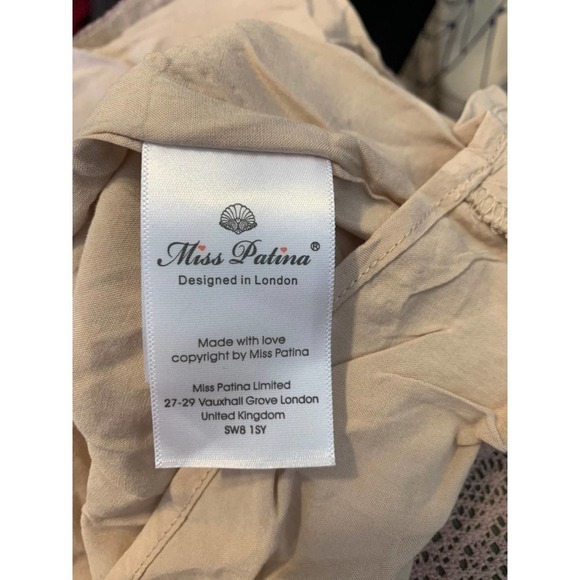 Miss Patina®
Designed in London
Made with love
copyright by Miss Patina
Miss Patina Limited
27-29 Vauxhall Grove London
United Kingdom
SW8 1SY